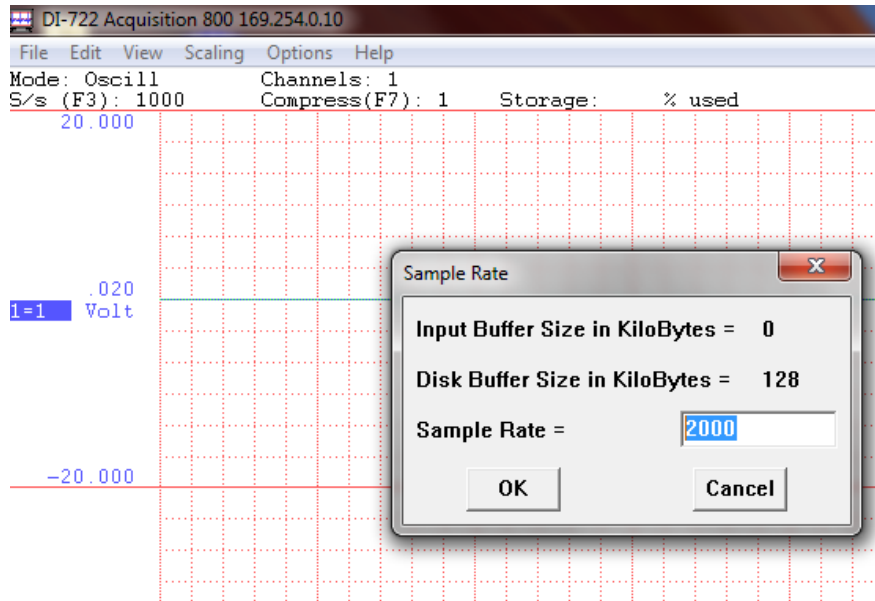 DI-722 Acquisition 800 169.254.0.10
File Edit View Scaling Options Help
Mode: Oscill Channels: 1
S/s (F3): 1000 Compress(F7): 1 Storage: % used
20.000
.020
1=1 Volt
-20.000
Sample Rate
Input Buffer Size in KiloBytes = 0
Disk Buffer Size in KiloBytes = 128
Sample Rate = 2000
OK Cancel